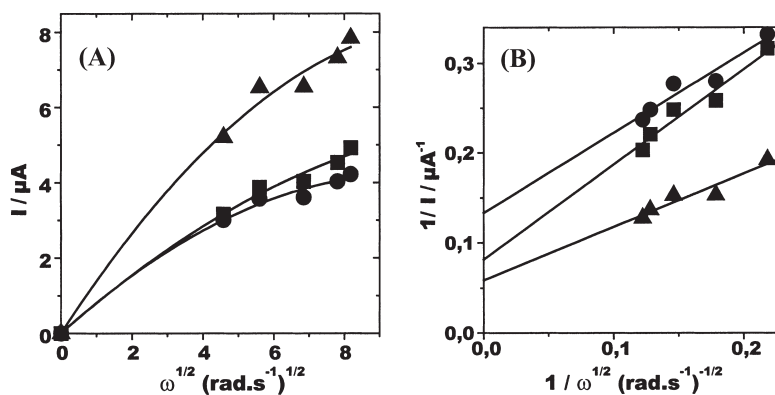 (A)
8
6
4
2
0
I / µA
0 2 4 6 8
ω^1/2 (rad.s^-1)^1/2
(B)
0,3
0,2
0,1
0,0
1/ I / µA^-1
0,0 0,1 0,2
1 / ω^1/2 (rad.s^-1)^-1/2